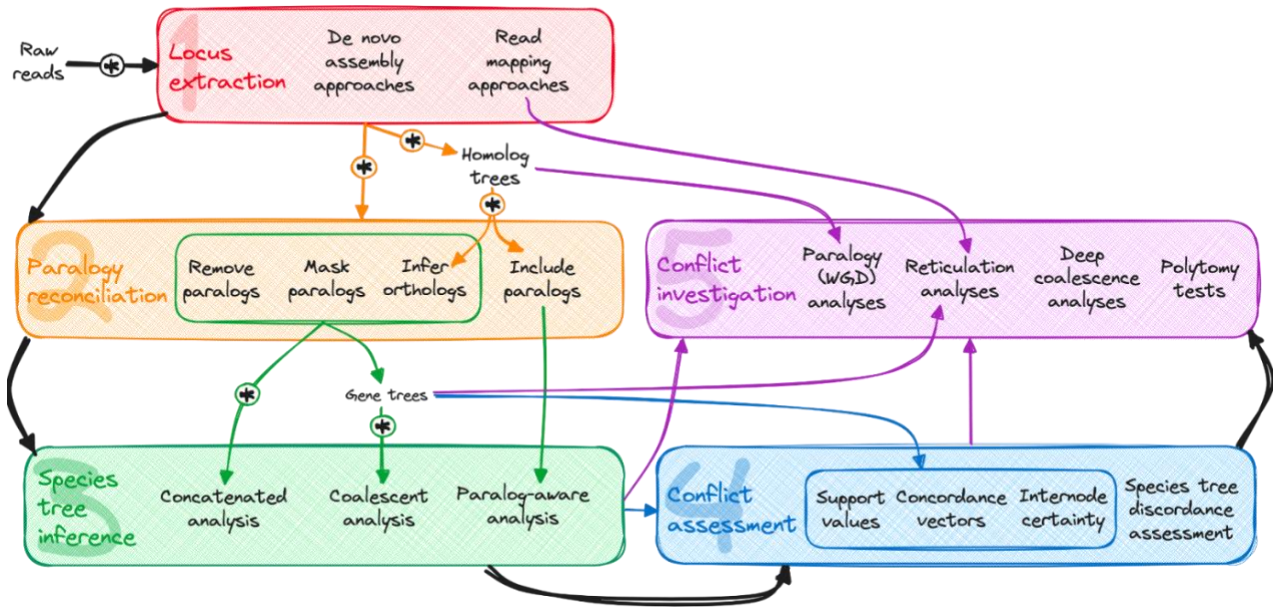 Raw
reads
*
1
Locus
extraction
De novo
assembly
approaches
Read
mapping
approaches
*
*
Homolog
trees
*
2
Paralogy
reconciliation
Remove
paralogs
Mask
paralogs
Infer
orthologs
Include
paralogs
5
Conflict
investigation
Paralogy
(WGD)
analyses
Reticulation
analyses
Deep
coalescence
analyses
Polytomy
tests
*
Gene trees
*
3
Species
tree
inference
Concatenated
analysis
Coalescent
analysis
Paralog-aware
analysis
4
Conflict
assessment
Support
values
Concordance
vectors
Internode
certainty
Species tree
discordance
assessment